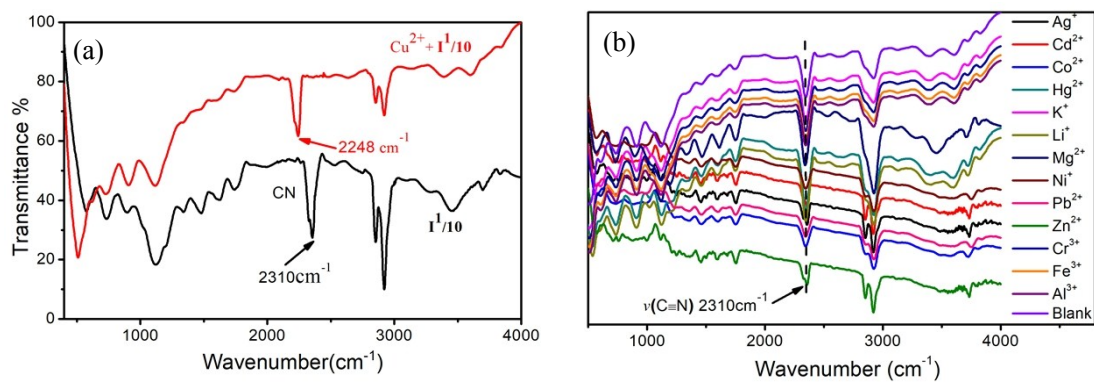 (a)
Transmittance %
100
80
60
40
20
0
Cu²⁺ + I¹/10
2248 cm⁻¹
CN
I¹/10
2310cm⁻¹
1000 2000 3000 4000
Wavenumber(cm⁻¹)
(b)
ν(C≡N) 2310cm⁻¹
1000 2000 3000 4000
Wavenumber (cm⁻¹)
Ag⁺
Cd²⁺
Co²⁺
Hg²⁺
K⁺
Li⁺
Mg²⁺
Ni⁺
Pb²⁺
Zn²⁺
Cr³⁺
Fe³⁺
Al³⁺
Blank